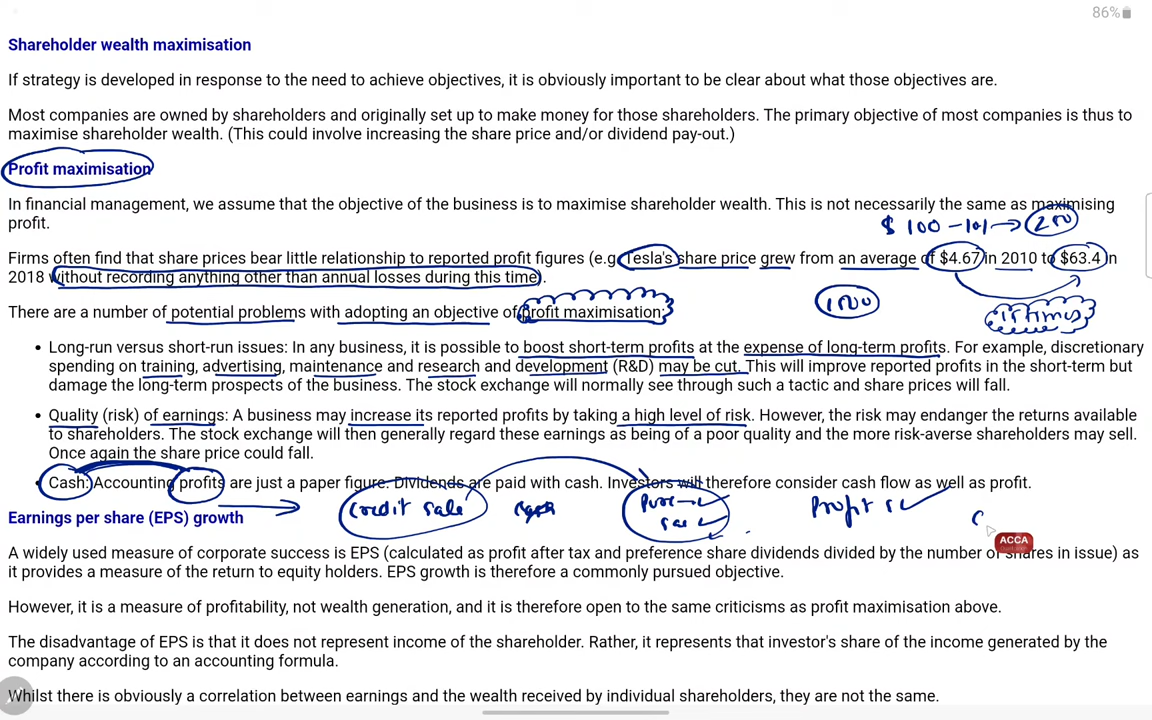 86%
Shareholder wealth maximisation
If strategy is developed in response to the need to achieve objectives, it is obviously important to be clear about what those objectives are.
Most companies are owned by shareholders and originally set up to make money for those shareholders. The primary objective of most companies is thus to
maximise shareholder wealth. (This could involve increasing the share price and/or dividend pay-out.)
Profit maximisation
In financial management, we assume that the objective of the business is to maximise shareholder wealth. This is not necessarily the same as maximising
profit.
$ 100 - 101 → 200
Firms often find that share prices bear little relationship to reported profit figures (e.g. Tesla's share price grew from an average of $4.67 in 2010 to $63.4 in
2018 without recording anything other than annual losses during this time).
There are a number of potential problems with adopting an objective of profit maximisation:
15 times
• Long-run versus short-run issues: In any business, it is possible to boost short-term profits at the expense of long-term profits. For example, discretionary
spending on training, advertising, maintenance and research and development (R&D) may be cut. This will improve reported profits in the short-term but
damage the long-term prospects of the business. The stock exchange will normally see through such a tactic and share prices will fall.
• Quality (risk) of earnings: A business may increase its reported profits by taking a high level of risk. However, the risk may endanger the returns available
to shareholders. The stock exchange will then generally regard these earnings as being of a poor quality and the more risk-averse shareholders may sell.
Once again the share price could fall.
• Cash: Accounting profits are just a paper figure. Dividends are paid with cash. Investors will therefore consider cash flow as well as profit.
Credit sale
Profit
Earnings per share (EPS) growth
ACCA
A widely used measure of corporate success is EPS (calculated as profit after tax and preference share dividends divided by the number of shares in issue) as
it provides a measure of the return to equity holders. EPS growth is therefore a commonly pursued objective.
However, it is a measure of profitability, not wealth generation, and it is therefore open to the same criticisms as profit maximisation above.
The disadvantage of EPS is that it does not represent income of the shareholder. Rather, it represents that investor's share of the income generated by the
company according to an accounting formula.
Whilst there is obviously a correlation between earnings and the wealth received by individual shareholders, they are not the same.